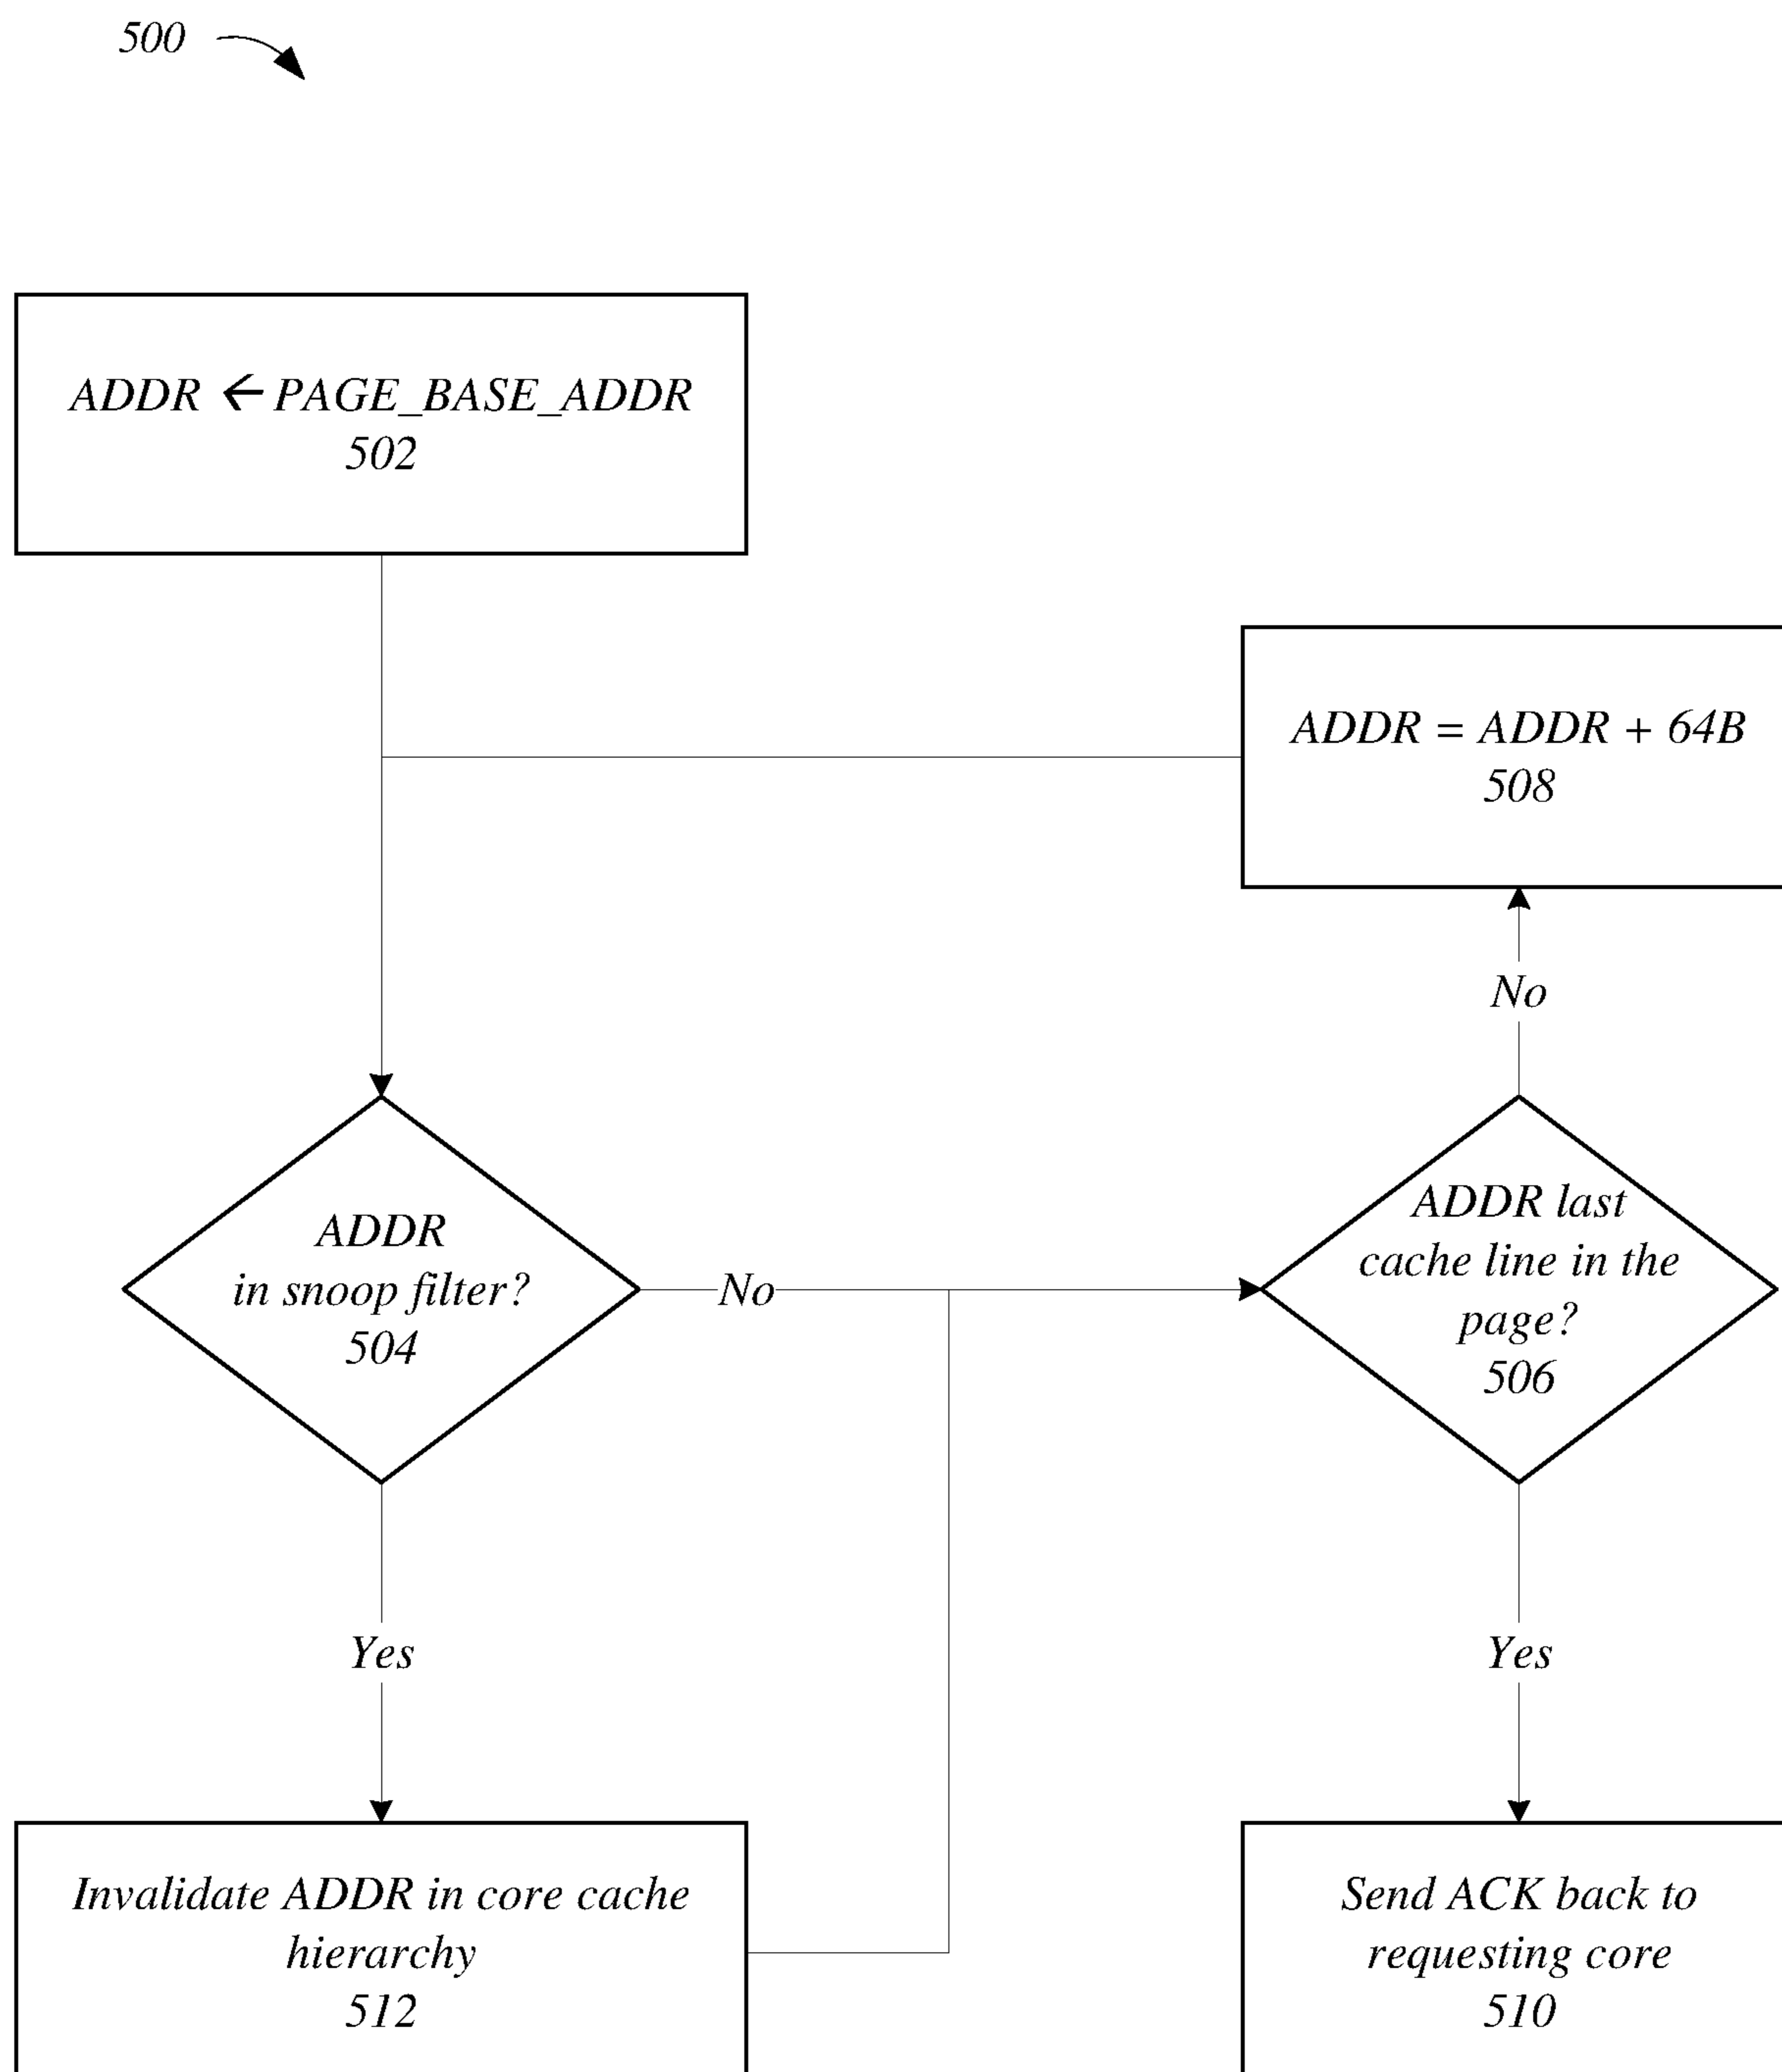 500
ADDR ← PAGE_BASE_ADDR
502
ADDR = ADDR + 64B
508
No
ADDR
in snoop filter?
504
No
ADDR last
cache line in the
page?
506
Yes
Yes
Invalidate ADDR in core cache
hierarchy
512
Send ACK back to
requesting core
510